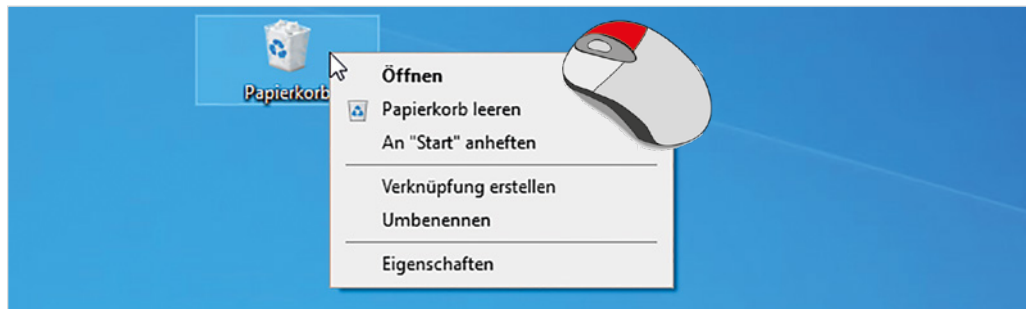 Papierkorb
Öffnen
Papierkorb leeren
An "Start" anheften
Verknüpfung erstellen
Umbenennen
Eigenschaften